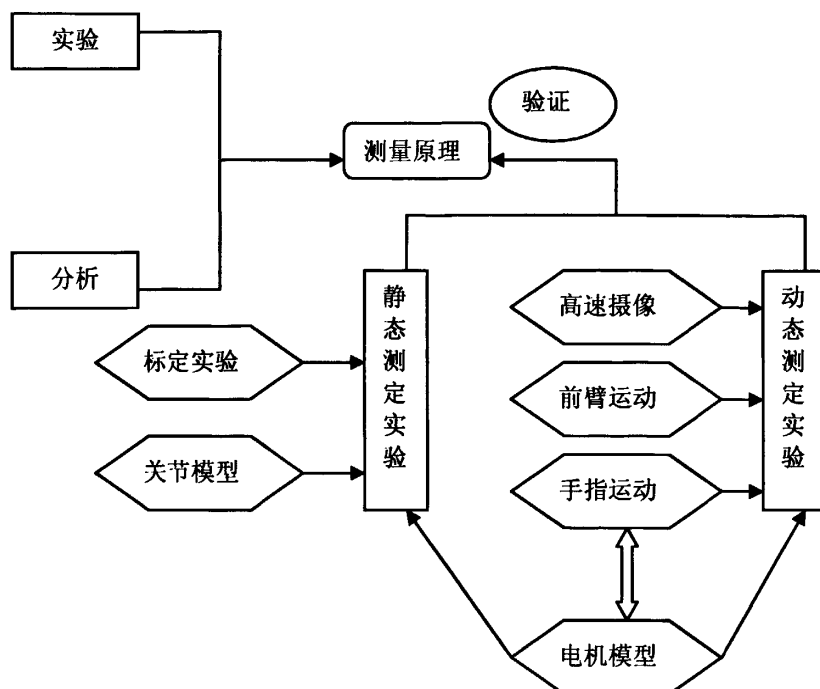 实验
验证
测量原理
分析
静态测定实验
高速摄像
动态测定实验
标定实验
前臂运动
关节模型
手指运动
电机模型